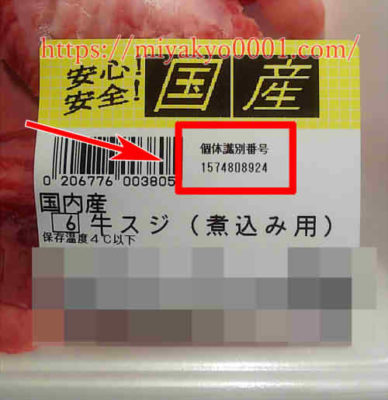 https://miyakyo0001.com/
安心!
安全!
国産
個体識別番号
1574808924
0 206776 003805
国内産
6 牛スジ(煮込み用)
保存温度4℃以下